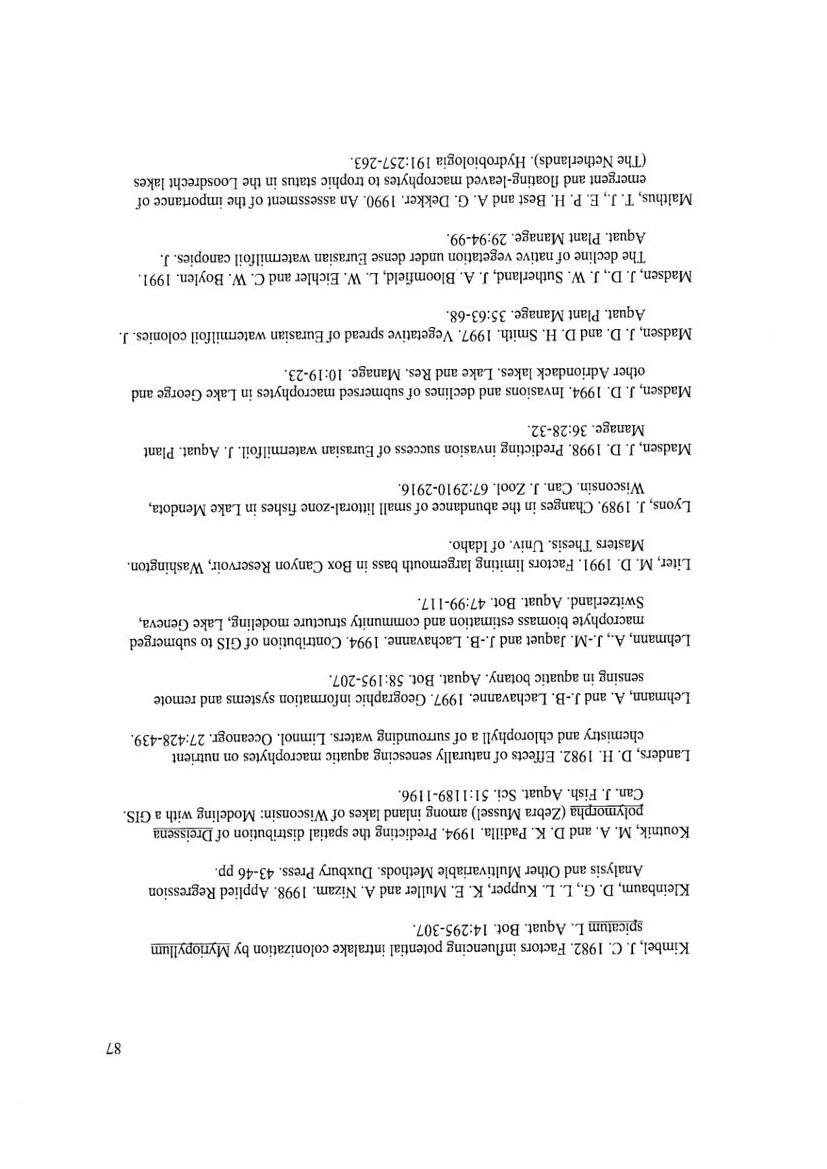 87
Kimbel, J. C. 1982. Factors influencing potential intralake colonization by Myriopyllum
spicatum L. Aquat. Bot. 14:295-307.
Kleinbaum, D. G., L. L. Kupper, K. E. Muller and A. Nizam. 1998. Applied Regression
Analysis and Other Multivariable Methods. Duxbury Press. 43-46 pp.
Koutnik, M. A. and D. K. Padilla. 1994. Predicting the spatial distribution of Dreissena
polymorpha (Zebra Mussel) among inland lakes of Wisconsin: Modeling with a GIS.
Can. J. Fish. Aquat. Sci. 51:1189-1196.
Landers, D. H. 1982. Effects of naturally senescing aquatic macrophytes on nutrient
chemistry and chlorophyll a of surrounding waters. Limnol. Oceanogr. 27:428-439.
Lehmann, A. and J.-B. Lachavanne. 1997. Geographic information systems and remote
sensing in aquatic botany. Aquat. Bot. 58:195-207.
Lehmann, A., J.-M. Jaquet and J.-B. Lachavanne. 1994. Contribution of GIS to submerged
macrophyte biomass estimation and community structure modeling, Lake Geneva,
Switzerland. Aquat. Bot. 47:99-117.
Liter, M. D. 1991. Factors limiting largemouth bass in Box Canyon Reservoir, Washington.
Masters Thesis. Univ. of Idaho.
Lyons, J. 1989. Changes in the abundance of small littoral-zone fishes in Lake Mendota,
Wisconsin. Can. J. Zool. 67:2910-2916.
Madsen, J. D. 1998. Predicting invasion success of Eurasian watermilfoil. J. Aquat. Plant
Manage. 36:28-32.
Madsen, J. D. 1994. Invasions and declines of submersed macrophytes in Lake George and
other Adriondack lakes. Lake and Res. Manage. 10:19-23.
Madsen, J. D. and D. H. Smith. 1997. Vegetative spread of Eurasian watermilfoil colonies. J.
Aquat. Plant Manage. 35:63-68.
Madsen, J. D., J. W. Sutherland, J. A. Bloomfield, L. W. Eichler and C. W. Boylen. 1991.
The decline of native vegetation under dense Eurasian watermilfoil canopies. J.
Aquat. Plant Manage. 29:94-99.
Malthus, T. J., E. P. H. Best and A. G. Dekker. 1990. An assessment of the importance of
emergent and floating-leaved macrophytes to trophic status in the Loosdrecht lakes
(The Netherlands). Hydrobiologia 191:257-263.